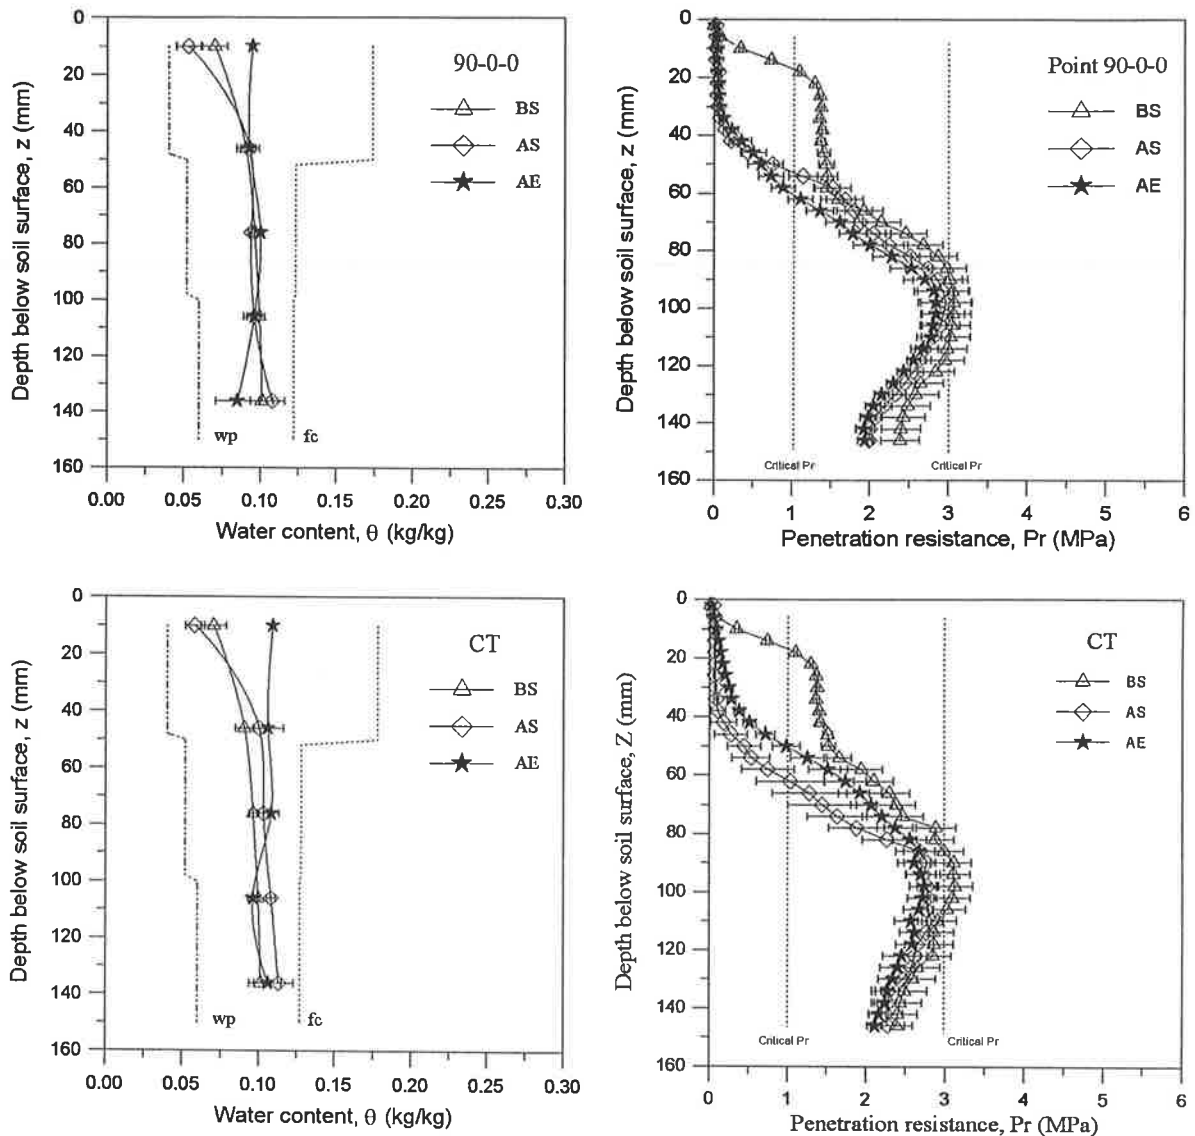 0
20
40
60
80
100
120
140
160
Depth below soil surface, z (mm)
90-0-0
BS
AS
AE
wp
fc
0.00 0.05 0.10 0.15 0.20 0.25 0.30
Water content, θ (kg/kg)
0
20
40
60
80
100
120
140
160
Depth below soil surface, z (mm)
Point 90-0-0
BS
AS
AE
Critical Pr
Critical Pr
0 1 2 3 4 5 6
Penetration resistance, Pr (MPa)
0
20
40
60
80
100
120
140
160
Depth below soil surface, z (mm)
CT
BS
AS
AE
wp
fc
0.00 0.05 0.10 0.15 0.20 0.25 0.30
Water content, θ (kg/kg)
0
20
40
60
80
100
120
140
160
Depth below soil surface, Z (mm)
CT
BS
AS
AE
Critical Pr
Critical Pr
0 1 2 3 4 5 6
Penetration resistance, Pr (MPa)